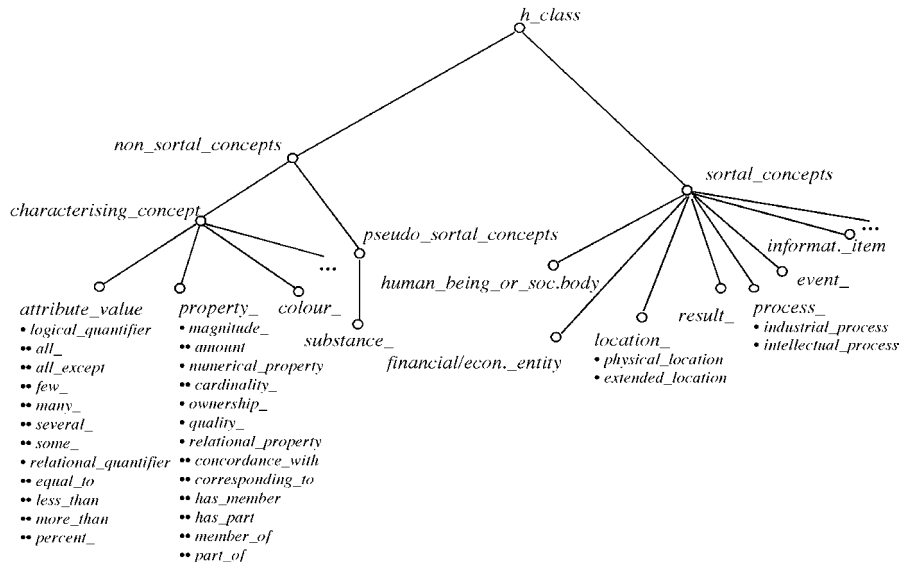 h_class
non_sortal_concepts
sortal_concepts
characterising_concept
pseudo_sortal_concepts
...
informat._item
...
human_being_or_soc.body
event_
attribute_value
• logical_quantifier
•• all_
•• all_except
•• few_
•• many_
•• several_
•• some_
• relational_quantifier
•• equal_to
•• less_than
•• more_than
•• percent_
property_
• magnitude_
•• amount
• numerical_property
•• cardinality_
• ownership_
• quality_
• relational_property
•• concordance_with
•• corresponding_to
•• has_member
•• has_part
•• member_of
•• part_of
colour_
substance_
financial/econ._entity
location_
• physical_location
• extended_location
result_
process_
• industrial_process
• intellectual_process